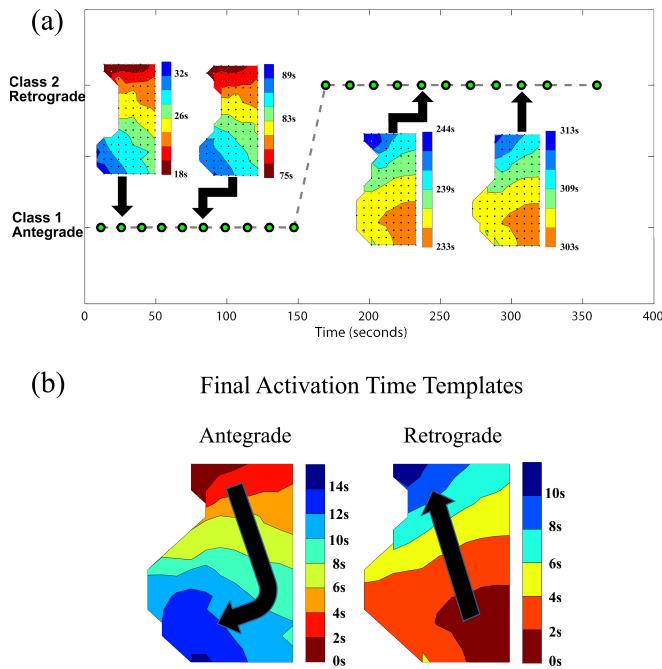 (a)
Class 2
Retrograde
Class 1
Antegrade
32s
26s
18s
89s
83s
75s
244s
239s
233s
313s
309s
303s
0
50
100
150
200
250
300
350
400
Time (seconds)
(b)
Final Activation Time Templates
Antegrade
Retrograde
14s
12s
10s
8s
6s
4s
2s
0s
10s
8s
6s
4s
2s
0s